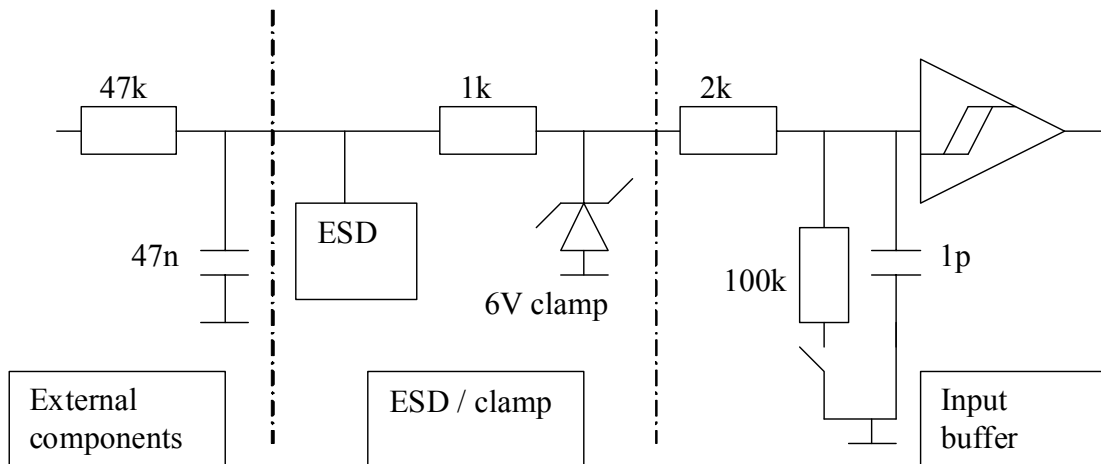 47k
1k
2k
ESD
47n
6V clamp
100k
1p
External
components
ESD / clamp
Input
buffer